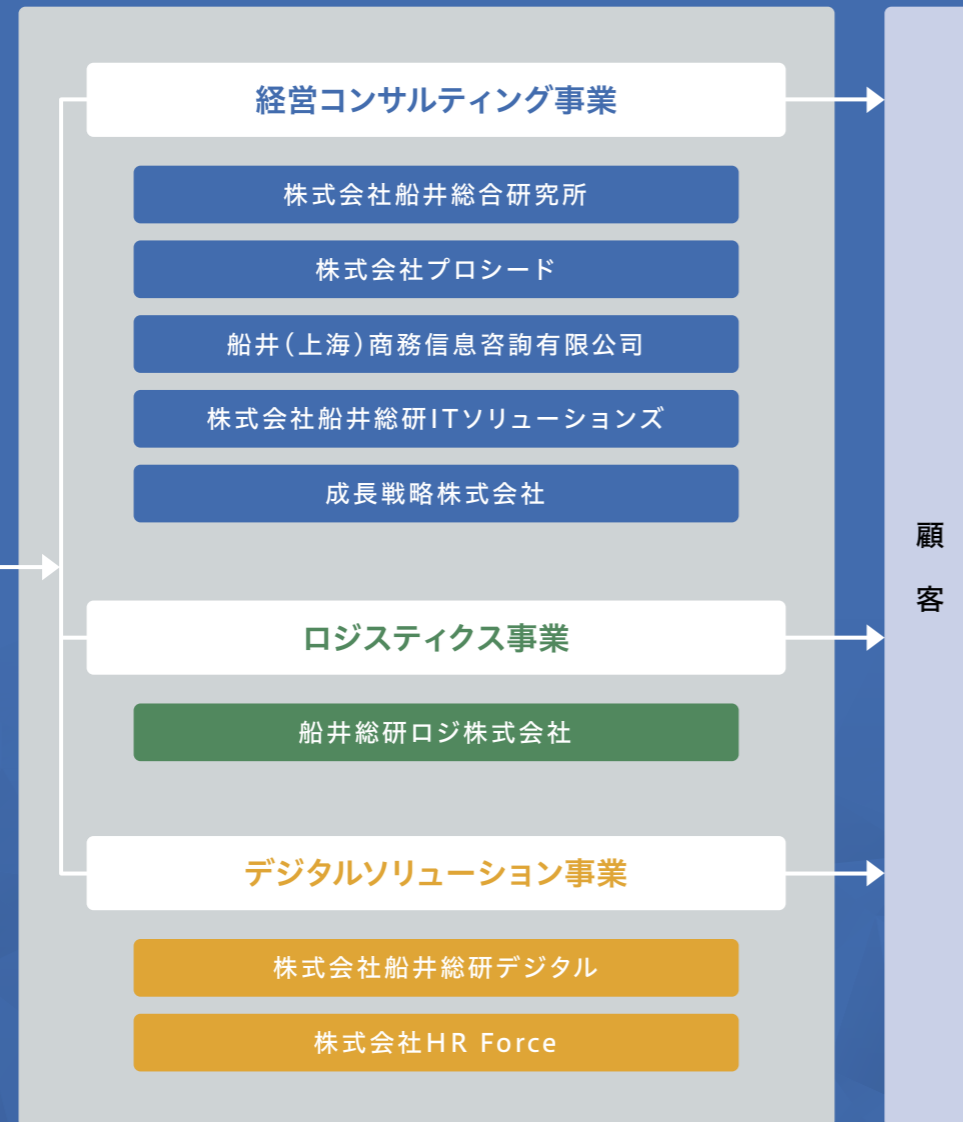 経営コンサルティング事業
株式会社船井総合研究所
株式会社プロシード
船井(上海)商務信息咨詢有限公司
株式会社船井総研ITソリューションズ
成長戦略株式会社
ロジスティクス事業
船井総研ロジ株式会社
デジタルソリューション事業
株式会社船井総研デジタル
株式会社HR Force
顧客